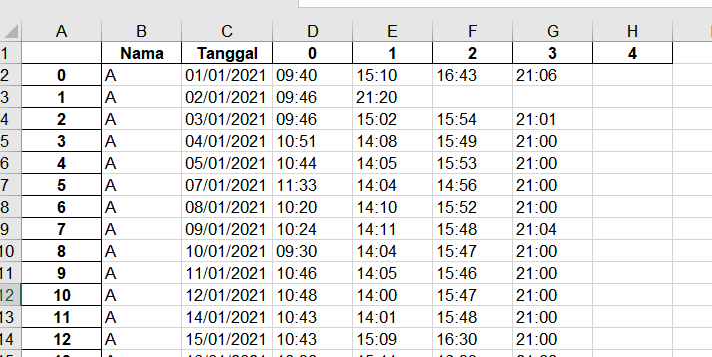 A B C D E F G H
1 Nama Tanggal 0 1 2 3 4
2 0 A 01/01/2021 09:40 15:10 16:43 21:06
3 1 A 02/01/2021 09:46 21:20
4 2 A 03/01/2021 09:46 15:02 15:54 21:01
5 3 A 04/01/2021 10:51 14:08 15:49 21:00
6 4 A 05/01/2021 10:44 14:05 15:53 21:00
7 5 A 07/01/2021 11:33 14:04 14:56 21:00
8 6 A 08/01/2021 10:20 14:10 15:52 21:00
9 7 A 09/01/2021 10:24 14:11 15:48 21:04
10 8 A 10/01/2021 09:30 14:04 15:47 21:00
11 9 A 11/01/2021 10:46 14:05 15:46 21:00
12 10 A 12/01/2021 10:48 14:00 15:47 21:00
13 11 A 14/01/2021 10:43 14:01 15:48 21:00
14 12 A 15/01/2021 10:43 15:09 16:30 21:00